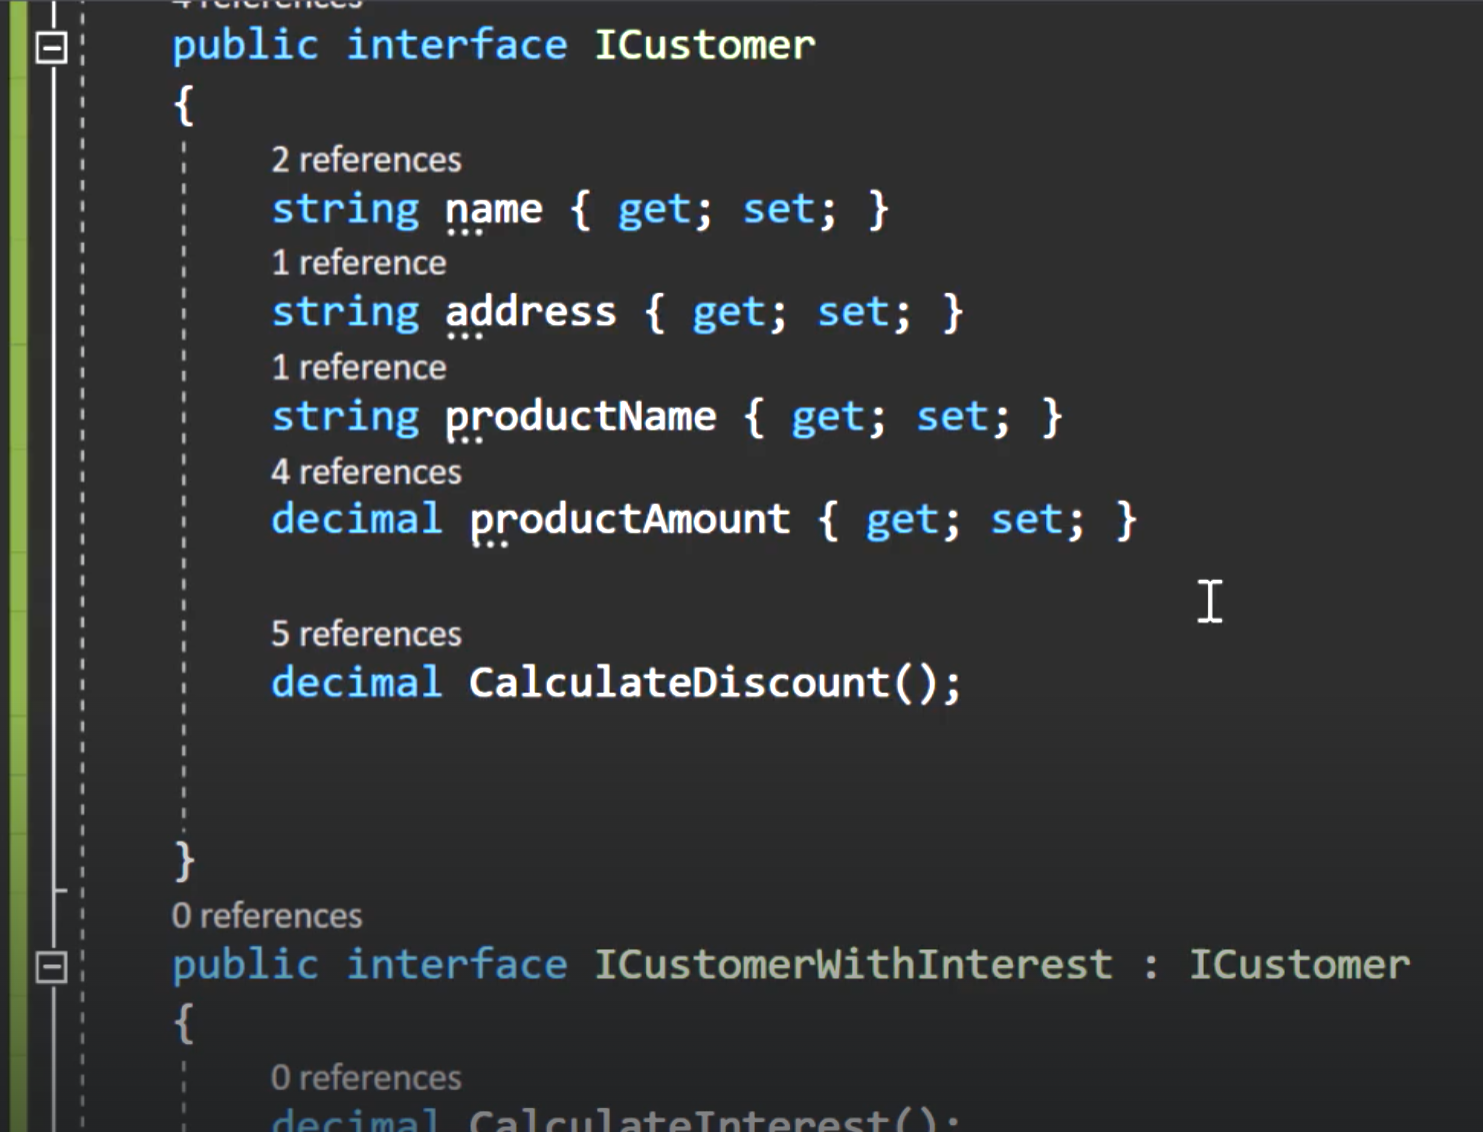 4 references
public interface ICustomer
{
2 references
string name { get; set; }
1 reference
string address { get; set; }
1 reference
string productName { get; set; }
4 references
decimal productAmount { get; set; }
5 references
decimal CalculateDiscount();
}
0 references
public interface ICustomerWithInterest : ICustomer
{
0 references
decimal CalculateInterest();